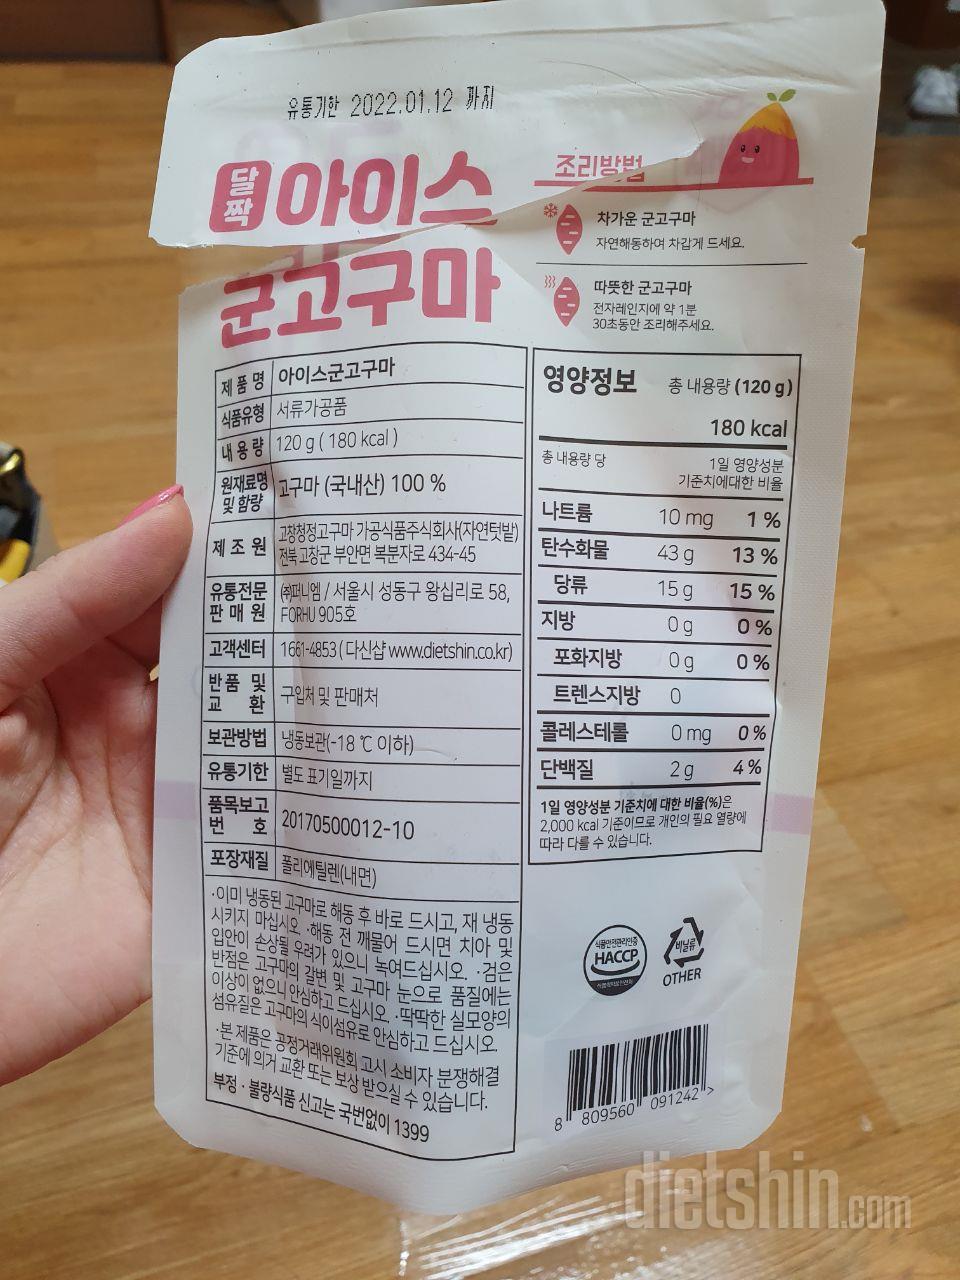 유통기한 2022.01.12 까지
달짝 아이스
군고구마
조리방법
차가운 군고구마
자연해동하여 차갑게 드세요.
따뜻한 군고구마
전자레인지에 약 1분
30초동안 조리해주세요.
제 품 명 아이스군고구마
식품유형 서류가공품
내 용 량 120 g ( 180 kcal )
원재료명 및 함량 고구마 (국내산) 100 %
제 조 원 고창청정고구마 가공식품주식회사(자연텃밭)
전북 고창군 부안면 복분자로 434-45
유통전문 판 매 원 ㈜퍼니엠 / 서울시 성동구 왕십리로 58,
FORHU 905호
고객센터 1661-4853 ( 다신샵 www.dietshin.co.kr)
반 품 및 교 환 구입처 및 판매처
보관방법 냉동보관(-18 ℃ 이하)
유통기한 별도 표기일까지
품목보고 번 호 20170500012-10
포장재질 폴리에틸렌(내면)
·이미 냉동된 고구마로 해동 후 바로 드시고, 재 냉동
시키지 마십시오 ·해동 전 깨물어 드시면 치아 및
입안이 손상될 우려가 있으니 녹여드십시오. ·검은
반점은 고구마의 갈변 및 고구마 눈으로 품질에는
이상이 없으니 안심하고 드십시오 ·딱딱한 실모양의
섬유질은 고구마의 식이섬유로 안심하고 드십시오.
·본 제품은 공정거래위원회 고시 소비자 분쟁해결
기준에 의거 교환 또는 보상 받으실 수 있습니다.
부정 · 불량식품 신고는 국번없이 1399
영양정보 총 내용량 (120 g)
180 kcal
총 내용량 당 1일 영양성분
기준치에대한 비율
나트륨 10 mg 1 %
탄수화물 43 g 13 %
당류 15 g 15 %
지방 0 g 0 %
포화지방 0 g 0 %
트렌스지방 0
콜레스테롤 0 mg 0 %
단백질 2 g 4 %
1일 영양성분 기준치에 대한 비율(%)은
2,000 kcal 기준이므로 개인의 필요 열량에
따라 다를 수 있습니다.
식품안전관리인증
HACCP
비닐류
OTHER
8 809560 091242 >
dietshin.com